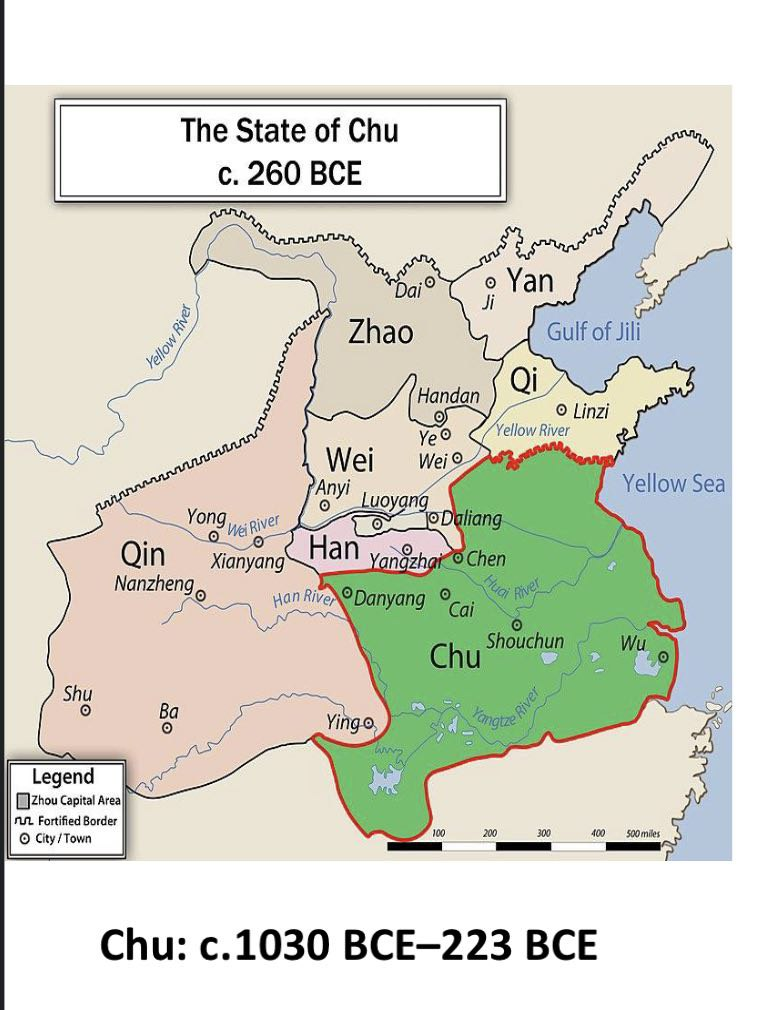 The State of Chu
c. 260 BCE
Dai
Ji
Yan
Yellow River
Zhao
Gulf of Jili
Qi
Handan
Linzi
Ye
Yellow River
Wei
Wei
Anyi
Yellow Sea
Luoyang
Yong
Wei River
Daliang
Qin
Xianyang
Han
Yangzhai
Chen
Nanzheng
Han River
Danyang
Huai River
Cai
Shouchun
Chu
Wu
Shu
Ba
Ying
Yangtze River
Legend
Zhou Capital Area
Fortified Border
City / Town
100 200 300 400 500 miles
Chu: c.1030 BCE–223 BCE